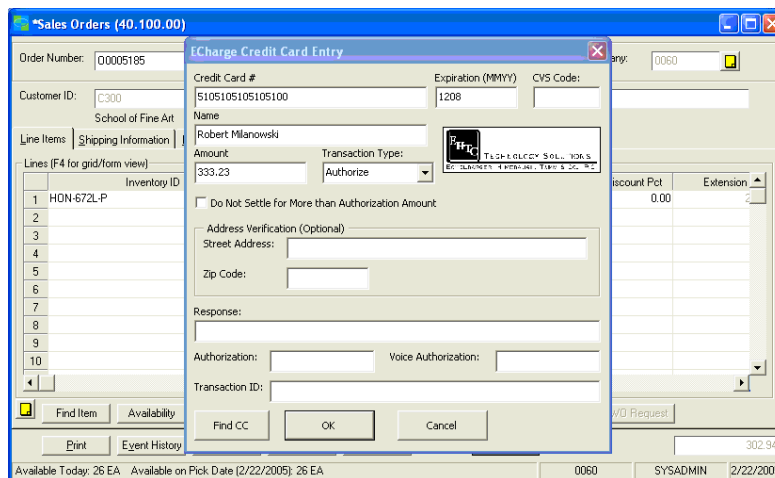 *Sales Orders (40.100.00)
ECharge Credit Card Entry
Order Number: O0005185
0060
Customer ID: C300
School of Fine Art
Line Items Shipping Information
Lines (F4 for grid/form view)
Inventory ID
Discount Pct Extension
1 HON-672L-P 0.00
2
3
4
5
6
7
8
9
10
Credit Card # Expiration (MMYY) CVS Code:
5105105105105100 1208
Name
Robert Milanowski
Amount Transaction Type:
333.23 Authorize
Do Not Settle for More than Authorization Amount
Address Verification (Optional)
Street Address:
Zip Code:
Response:
Authorization: Voice Authorization:
Transaction ID:
Find CC OK Cancel
Find Item Availability WO Request
Print Event History 302.94
Available Today: 26 EA Available on Pick Date (2/22/2005): 26 EA 0060 SYSADMIN 2/22/200